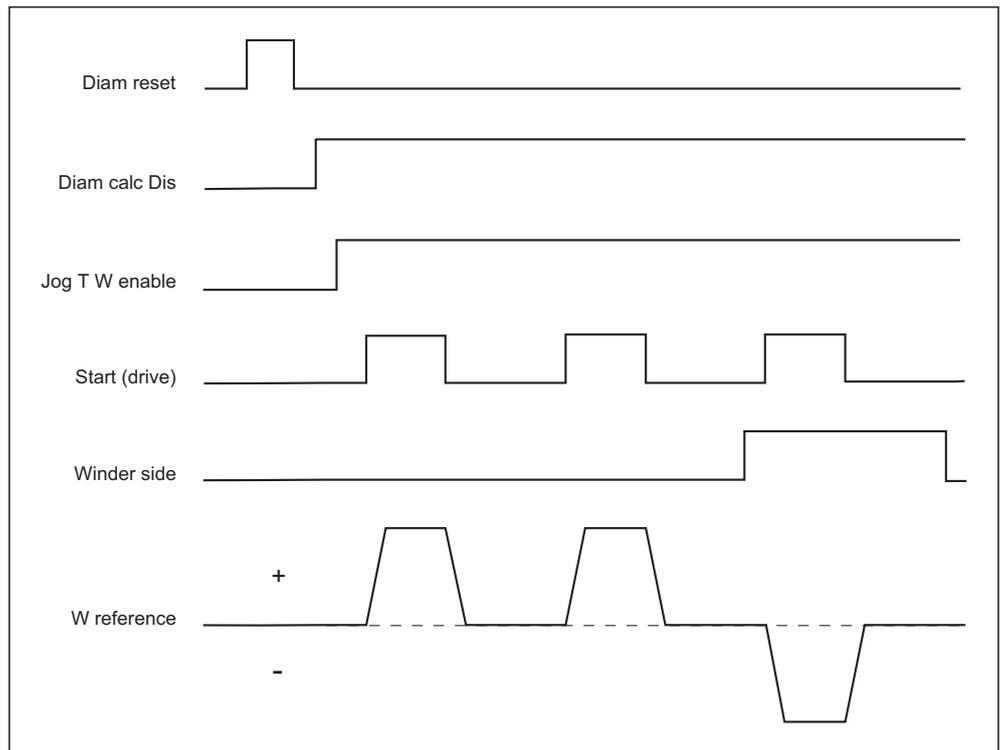 Diam reset
Diam calc Dis
Jog T W enable
Start (drive)
Winder side
+
W reference
-